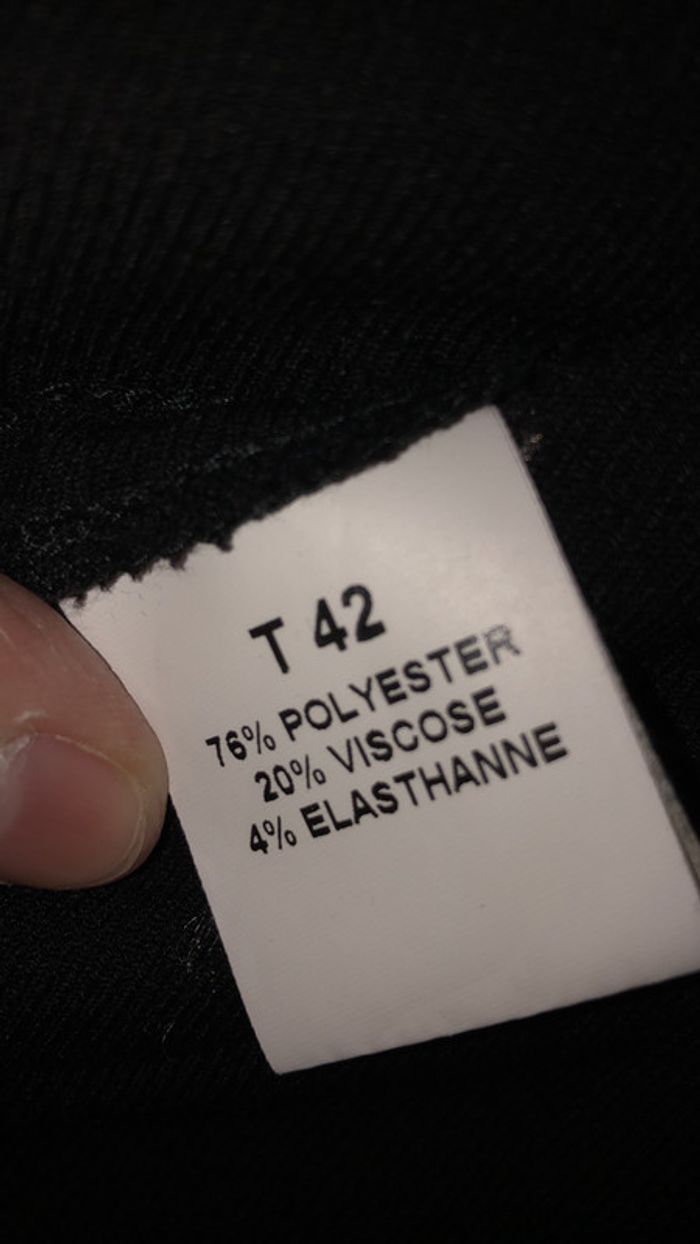 T 42
76% POLYESTER
20% VISCOSE
4% ELASTHANNE